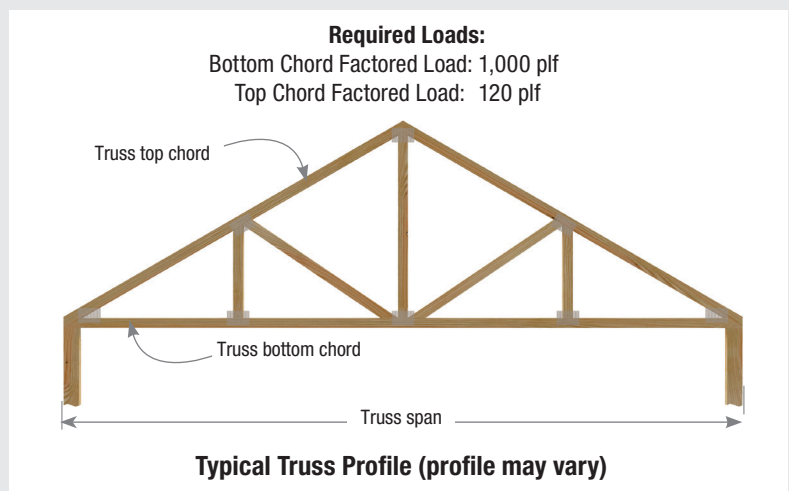 Required Loads:
Bottom Chord Factored Load: 1,000 plf
Top Chord Factored Load: 120 plf
Truss top chord
Truss bottom chord
Truss span
Typical Truss Profile (profile may vary)